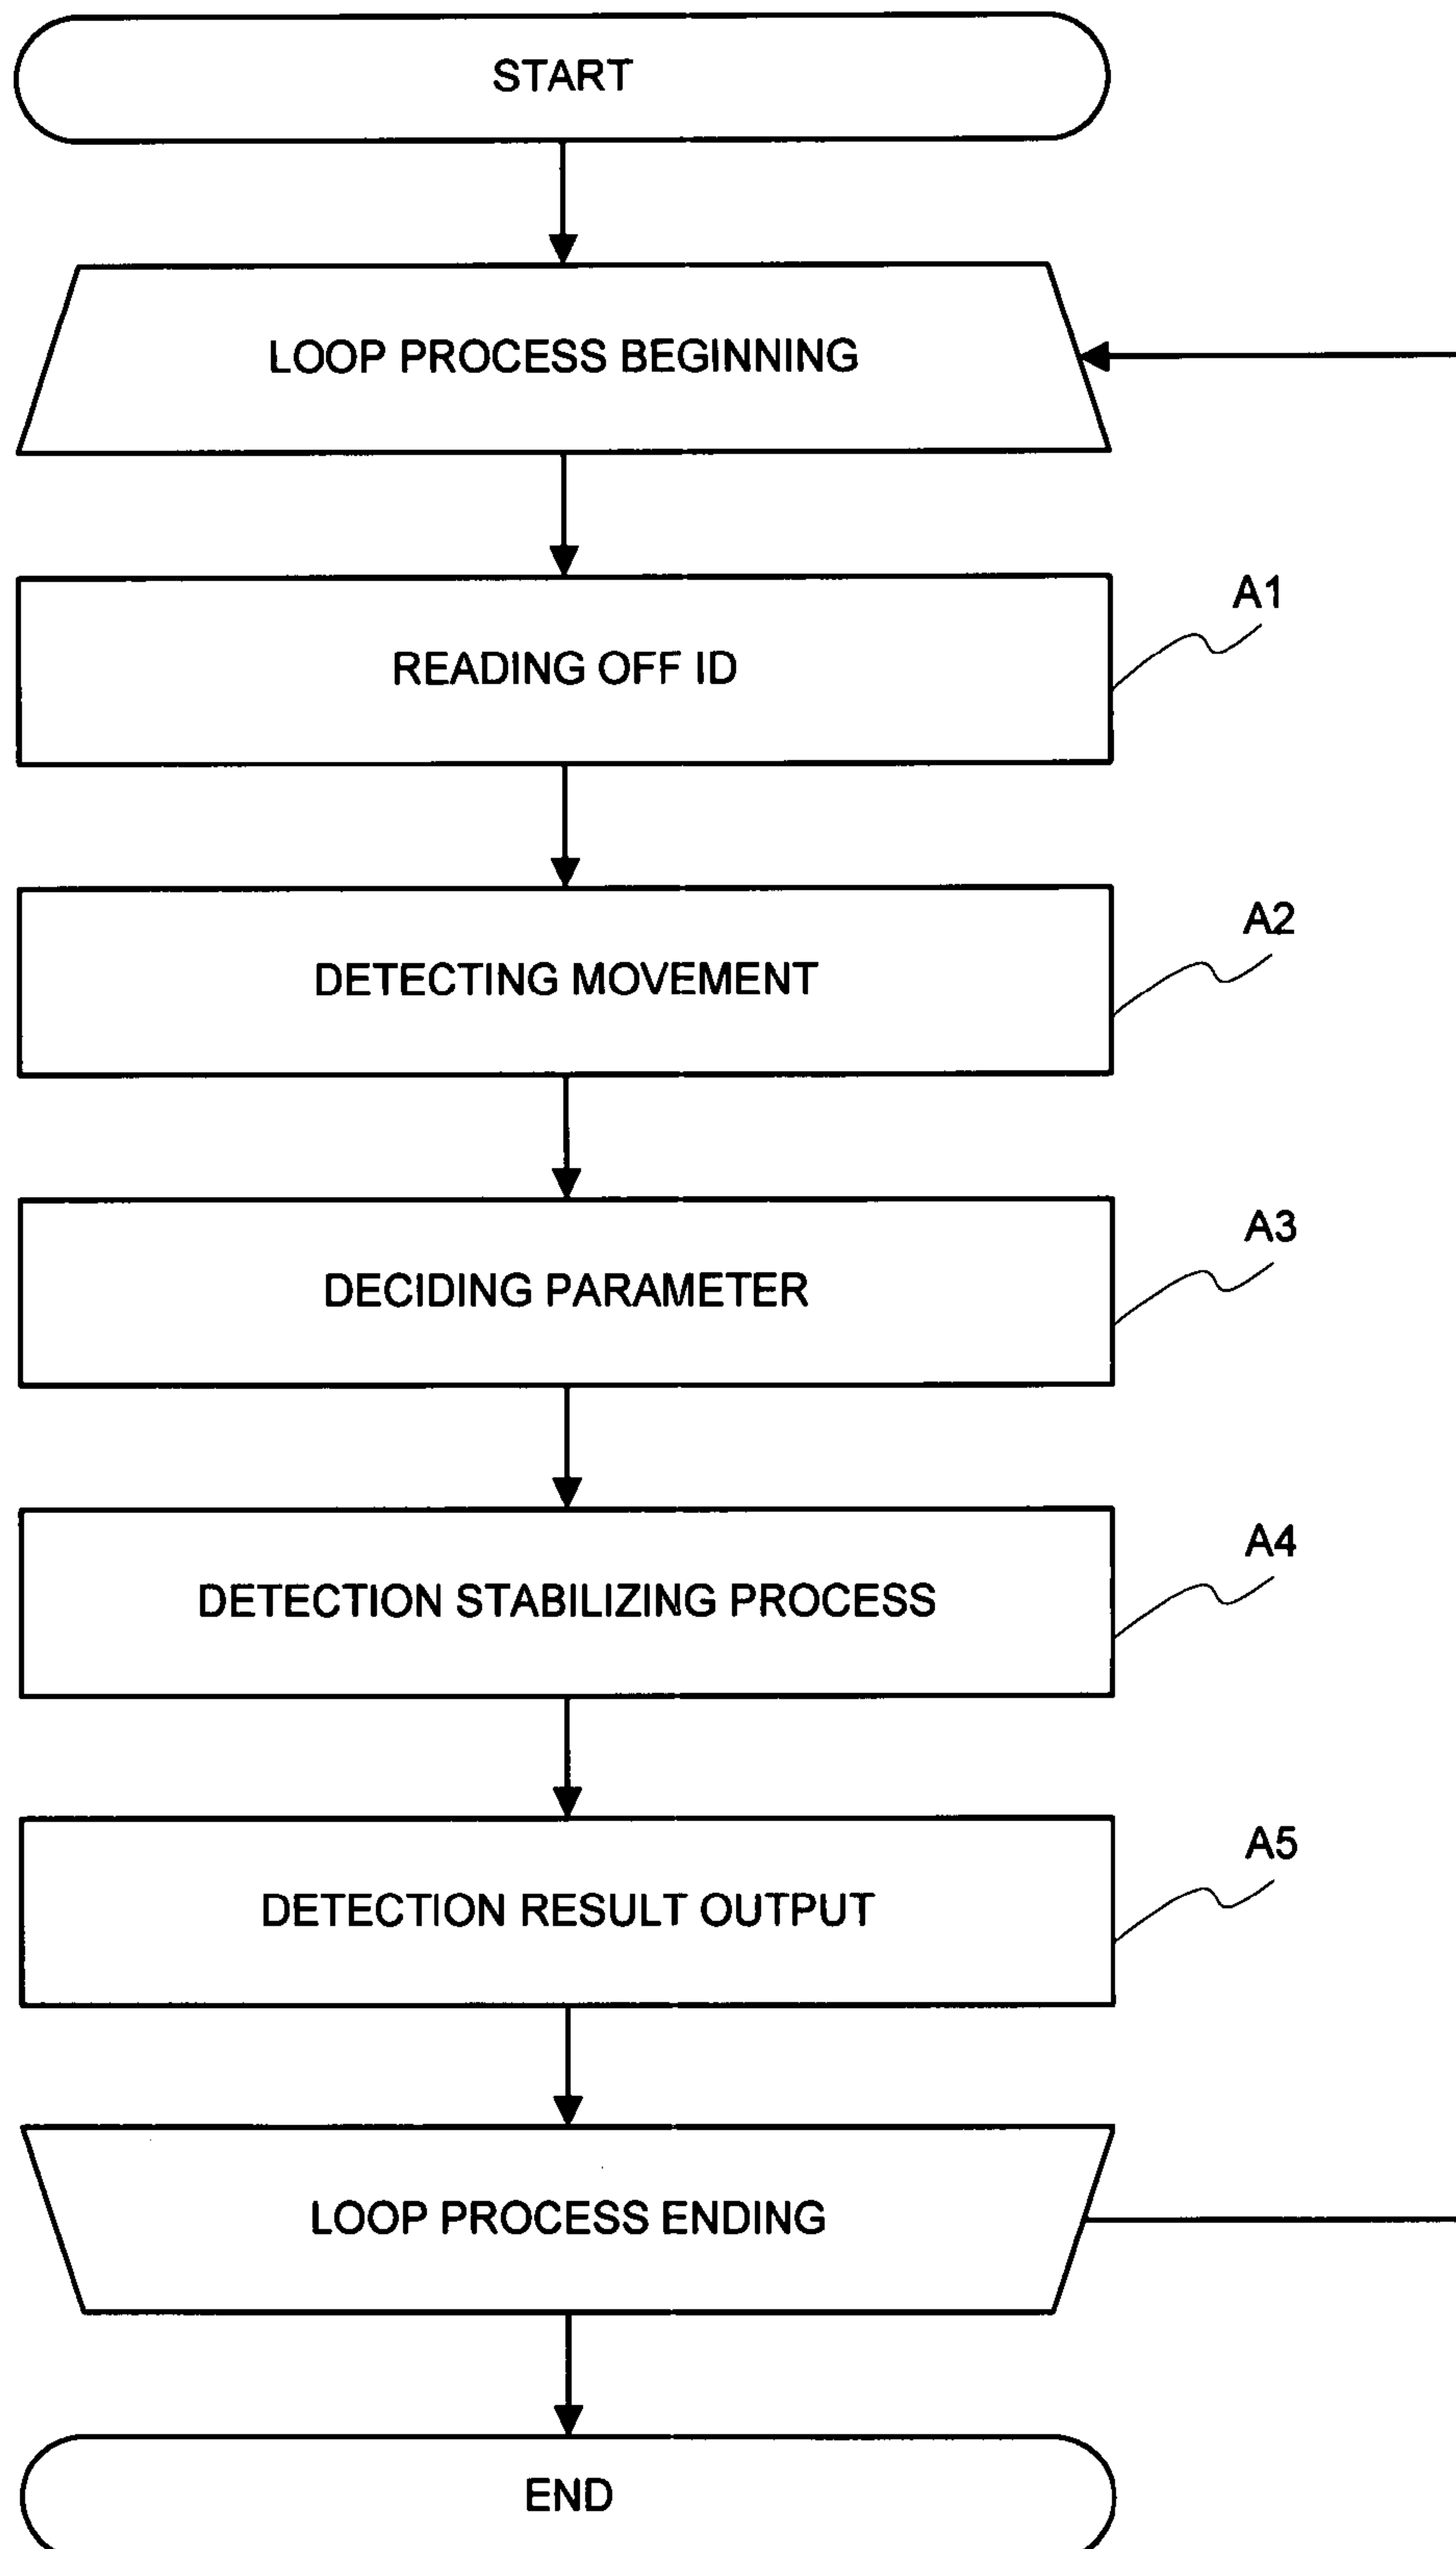 START
LOOP PROCESS BEGINNING
A1
READING OFF ID
A2
DETECTING MOVEMENT
A3
DECIDING PARAMETER
A4
DETECTION STABILIZING PROCESS
A5
DETECTION RESULT OUTPUT
LOOP PROCESS ENDING
END